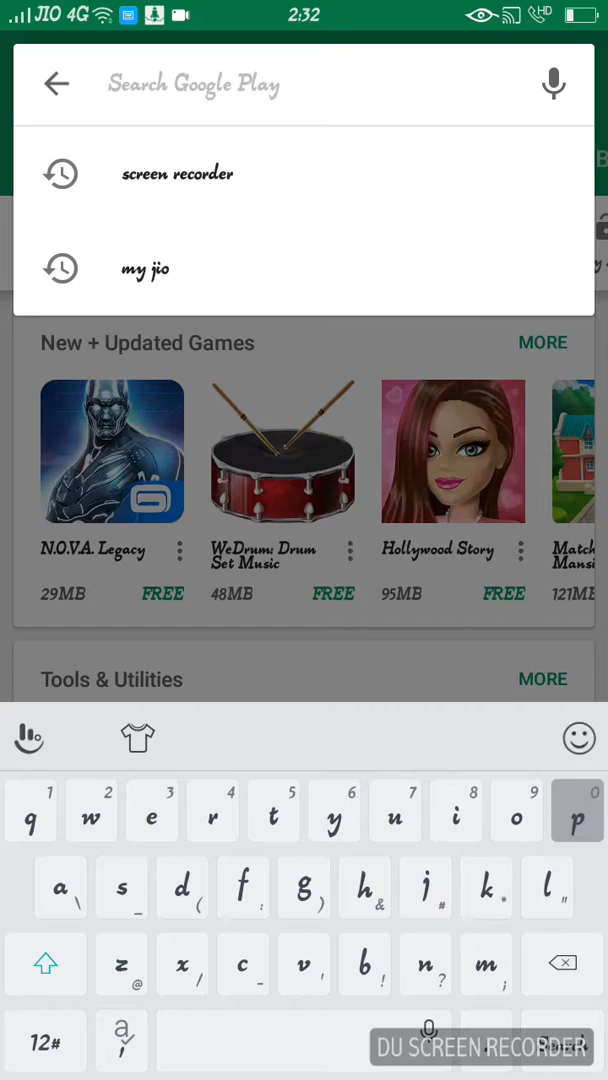 JIO 4G 2:32 HD
Search Google Play
screen recorder
my jio
B
New + Updated Games MORE
N.O.V.A. Legacy WeDrum: Drum Hollywood Story Match
Set Music Mansi
29MB FREE 48MB FREE 95MB FREE 121MB
Tools & Utilities MORE
1 2 3 4 5 6 7 8 9 0
q w e r t y u i o p
a s d f g h j k l
\ _ ( : ) & # * "
z x c v b n m
@ / - ' ! ? ;
12# a , .
DU SCREEN RECORDER